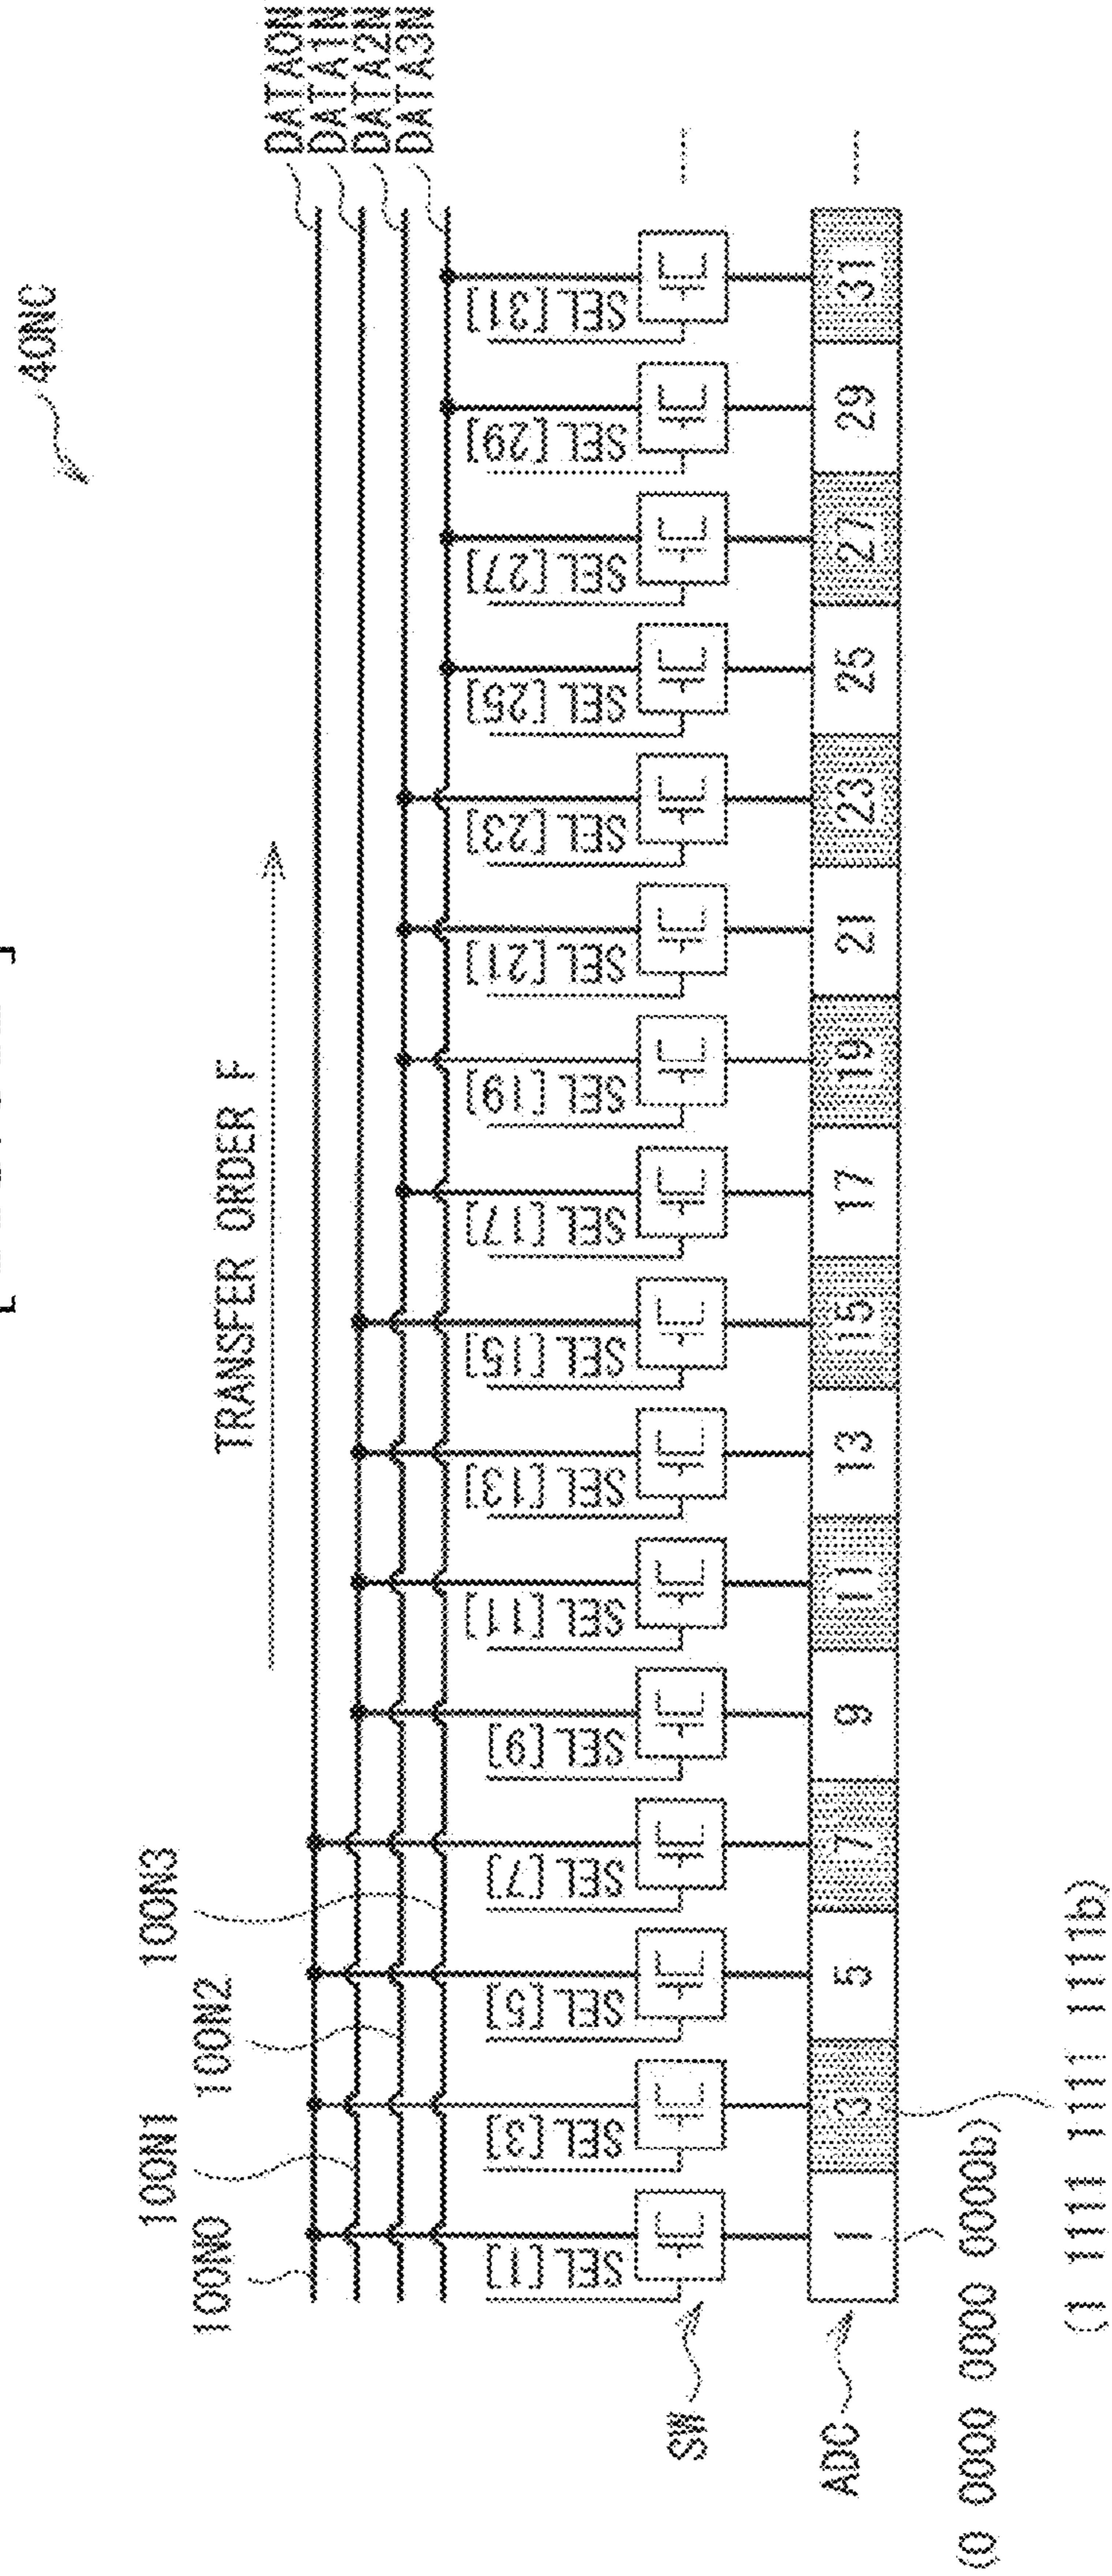 40NC
TRANSFER ORDER F
DATA0N
DATA1N
DATA2N
DATA3N
100N0
100N1
100N2
100N3
SEL[1]
SEL[3]
SEL[5]
SEL[7]
SEL[9]
SEL[11]
SEL[13]
SEL[15]
SEL[17]
SEL[19]
SEL[21]
SEL[23]
SEL[25]
SEL[27]
SEL[29]
SEL[31]
SW
ADC
1 3 5 7 9 11 13 15 17 19 21 23 25 27 29 31
(0 0000 0000 0000b)
(1 1111 1111 1111b)